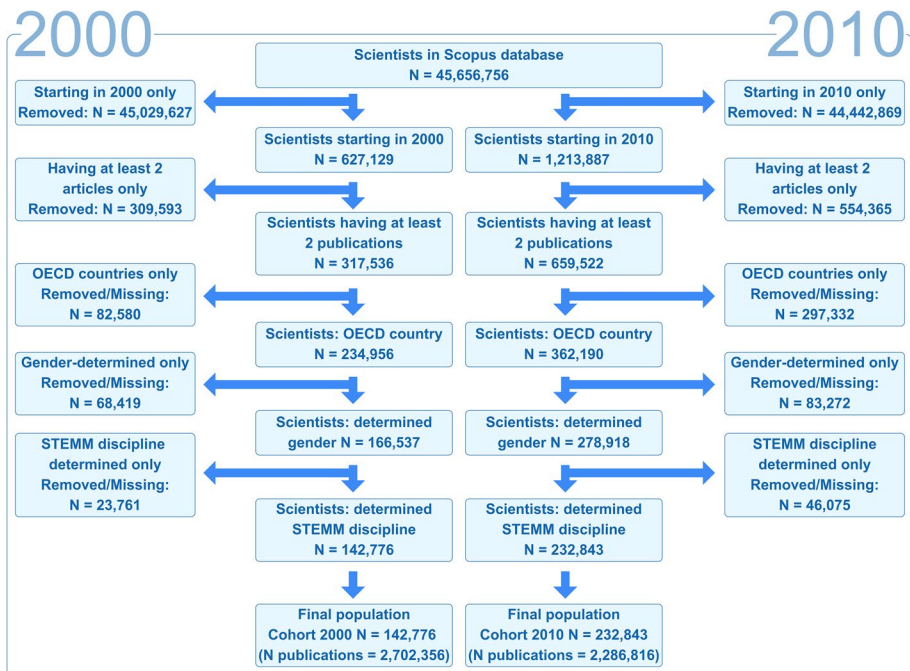 2000
2010
Scientists in Scopus database
N = 45,656,756
Starting in 2000 only
Removed: N = 45,029,627
Starting in 2010 only
Removed: N = 44,442,869
Scientists starting in 2000
N = 627,129
Scientists starting in 2010
N = 1,213,887
Having at least 2
articles only
Removed: N = 309,593
Having at least 2
articles only
Removed: N = 554,365
Scientists having at least
2 publications
N = 317,536
Scientists having at least
2 publications
N = 659,522
OECD countries only
Removed/Missing:
N = 82,580
OECD countries only
Removed/Missing:
N = 297,332
Scientists: OECD country
N = 234,956
Scientists: OECD country
N = 362,190
Gender-determined only
Removed/Missing:
N = 68,419
Gender-determined only
Removed/Missing:
N = 83,272
Scientists: determined
gender N = 166,537
Scientists: determined
gender N = 278,918
STEMM discipline
determined only
Removed/Missing:
N = 23,761
STEMM discipline
determined only
Removed/Missing:
N = 46,075
Scientists: determined
STEMM discipline
N = 142,776
Scientists: determined
STEMM discipline
N = 232,843
Final population
Cohort 2000 N = 142,776
(N publications = 2,702,356)
Final population
Cohort 2010 N = 232,843
(N publications = 2,286,816)